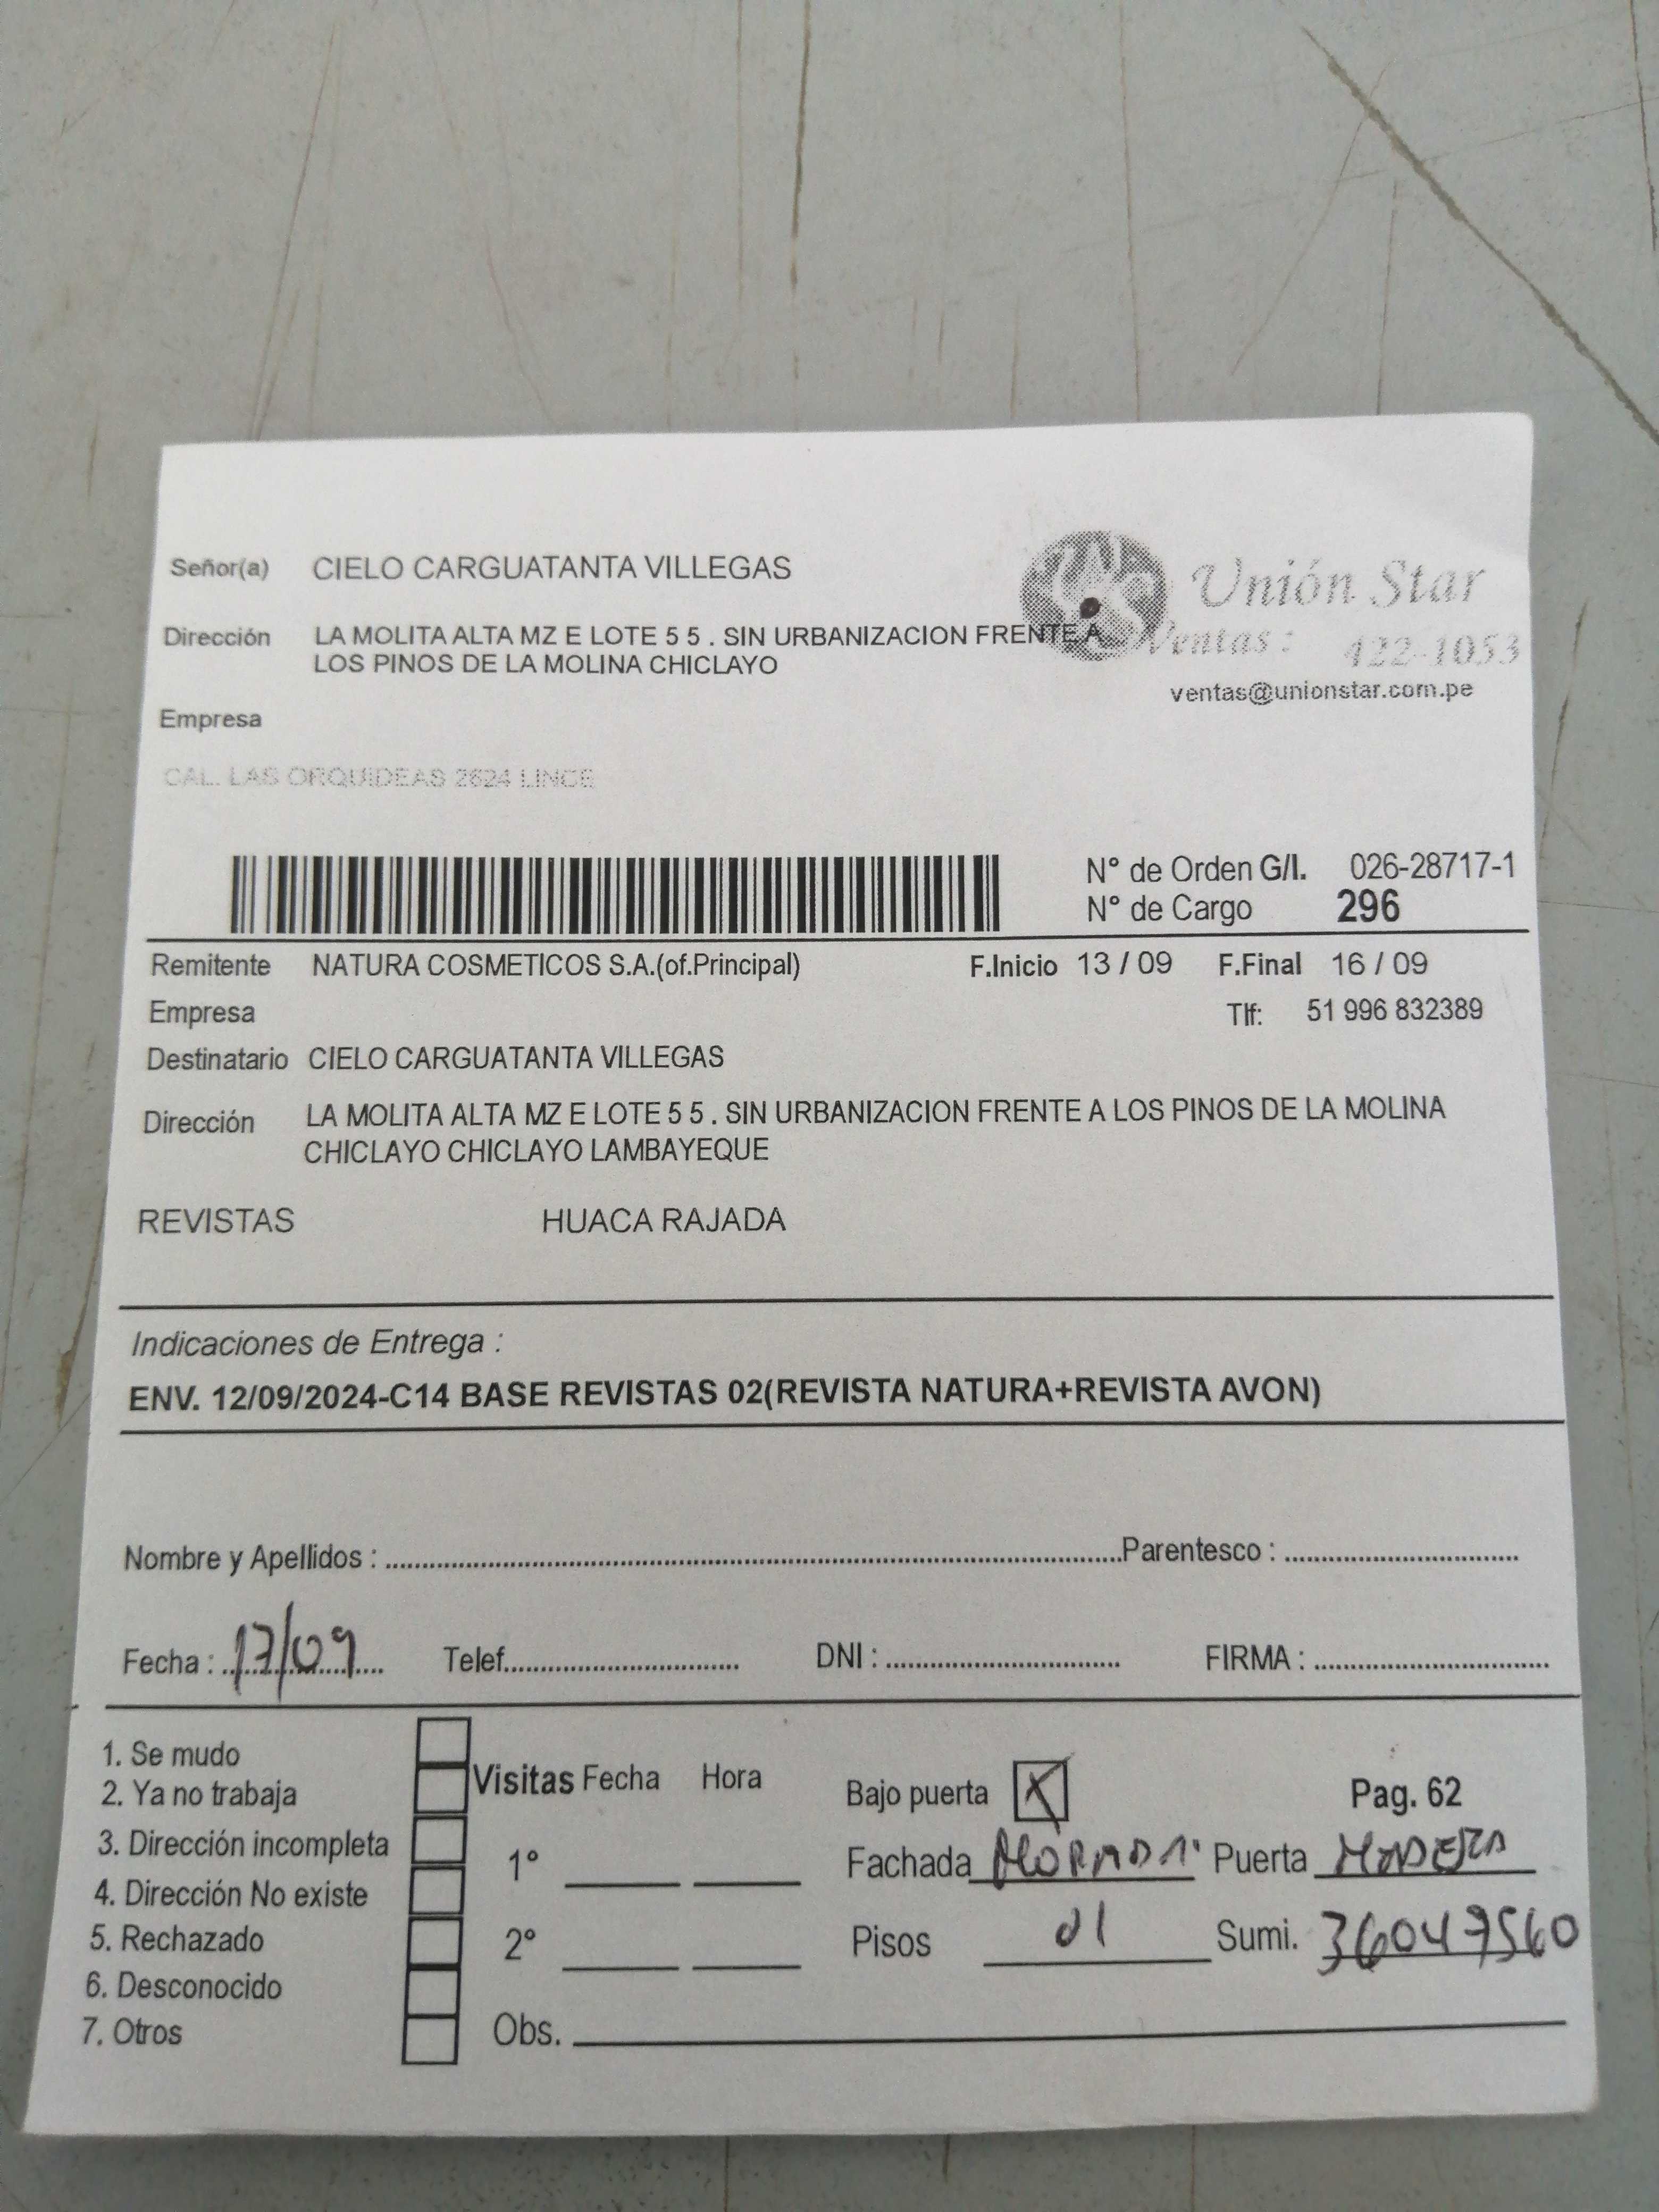 Señor(a) CIELO CARGUATANTA VILLEGAS
Unión Star
Dirección LA MOLITA ALTA MZ E LOTE 5 5 . SIN URBANIZACION FRENTE A
LOS PINOS DE LA MOLINA CHICLAYO
Ventas: 422-1053
ventas@unionstar.com.pe
Empresa
CAL. LAS ORQUIDEAS 2624 LINCE
N° de Orden G/I. 026-28717-1
N° de Cargo 296
Remitente NATURA COSMETICOS S.A.(of.Principal) F.Inicio 13 / 09 F.Final 16 / 09
Empresa Tlf: 51 996 832389
Destinatario CIELO CARGUATANTA VILLEGAS
Dirección LA MOLITA ALTA MZ E LOTE 5 5 . SIN URBANIZACION FRENTE A LOS PINOS DE LA MOLINA
CHICLAYO CHICLAYO LAMBAYEQUE
REVISTAS HUACA RAJADA
Indicaciones de Entrega :
ENV. 12/09/2024-C14 BASE REVISTAS 02(REVISTA NATURA+REVISTA AVON)
Nombre y Apellidos : Parentesco :
Fecha : 17/09 Telef. DNI : FIRMA :
1. Se mudo
2. Ya no trabaja
3. Dirección incompleta
4. Dirección No existe
5. Rechazado
6. Desconocido
7. Otros
Visitas Fecha Hora
1°
2°
Obs.
Bajo puerta X Pag. 62
Fachada Puerta MADERA
Pisos 01 Sumi. 36047560